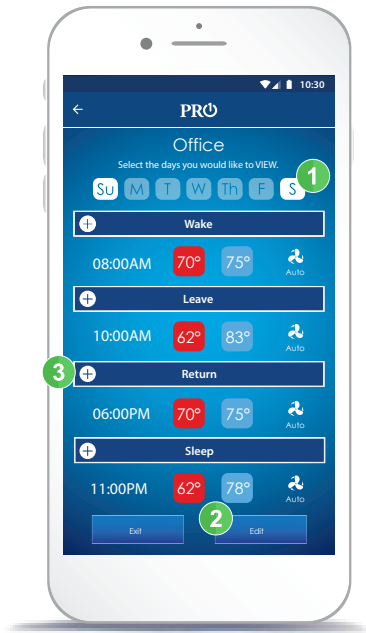 10:30
PRO
Office
Select the days you would like to VIEW.
Su M T W Th F S
1
Wake
08:00AM 70° 75°
Auto
Leave
10:00AM 62° 83°
Auto
3
Return
06:00PM 70° 75°
Auto
Sleep
11:00PM 62° 78°
Auto
2
Exit Edit